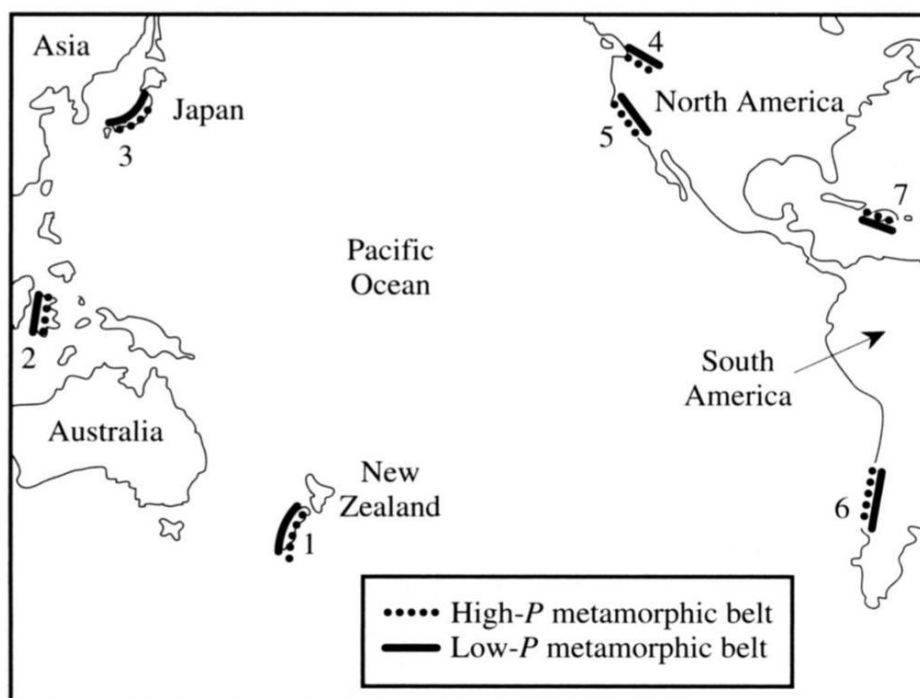 Asia
Japan
3
4
North America
5
7
Pacific
Ocean
2
South
America
Australia
New
Zealand
1
6
High-P metamorphic belt
Low-P metamorphic belt